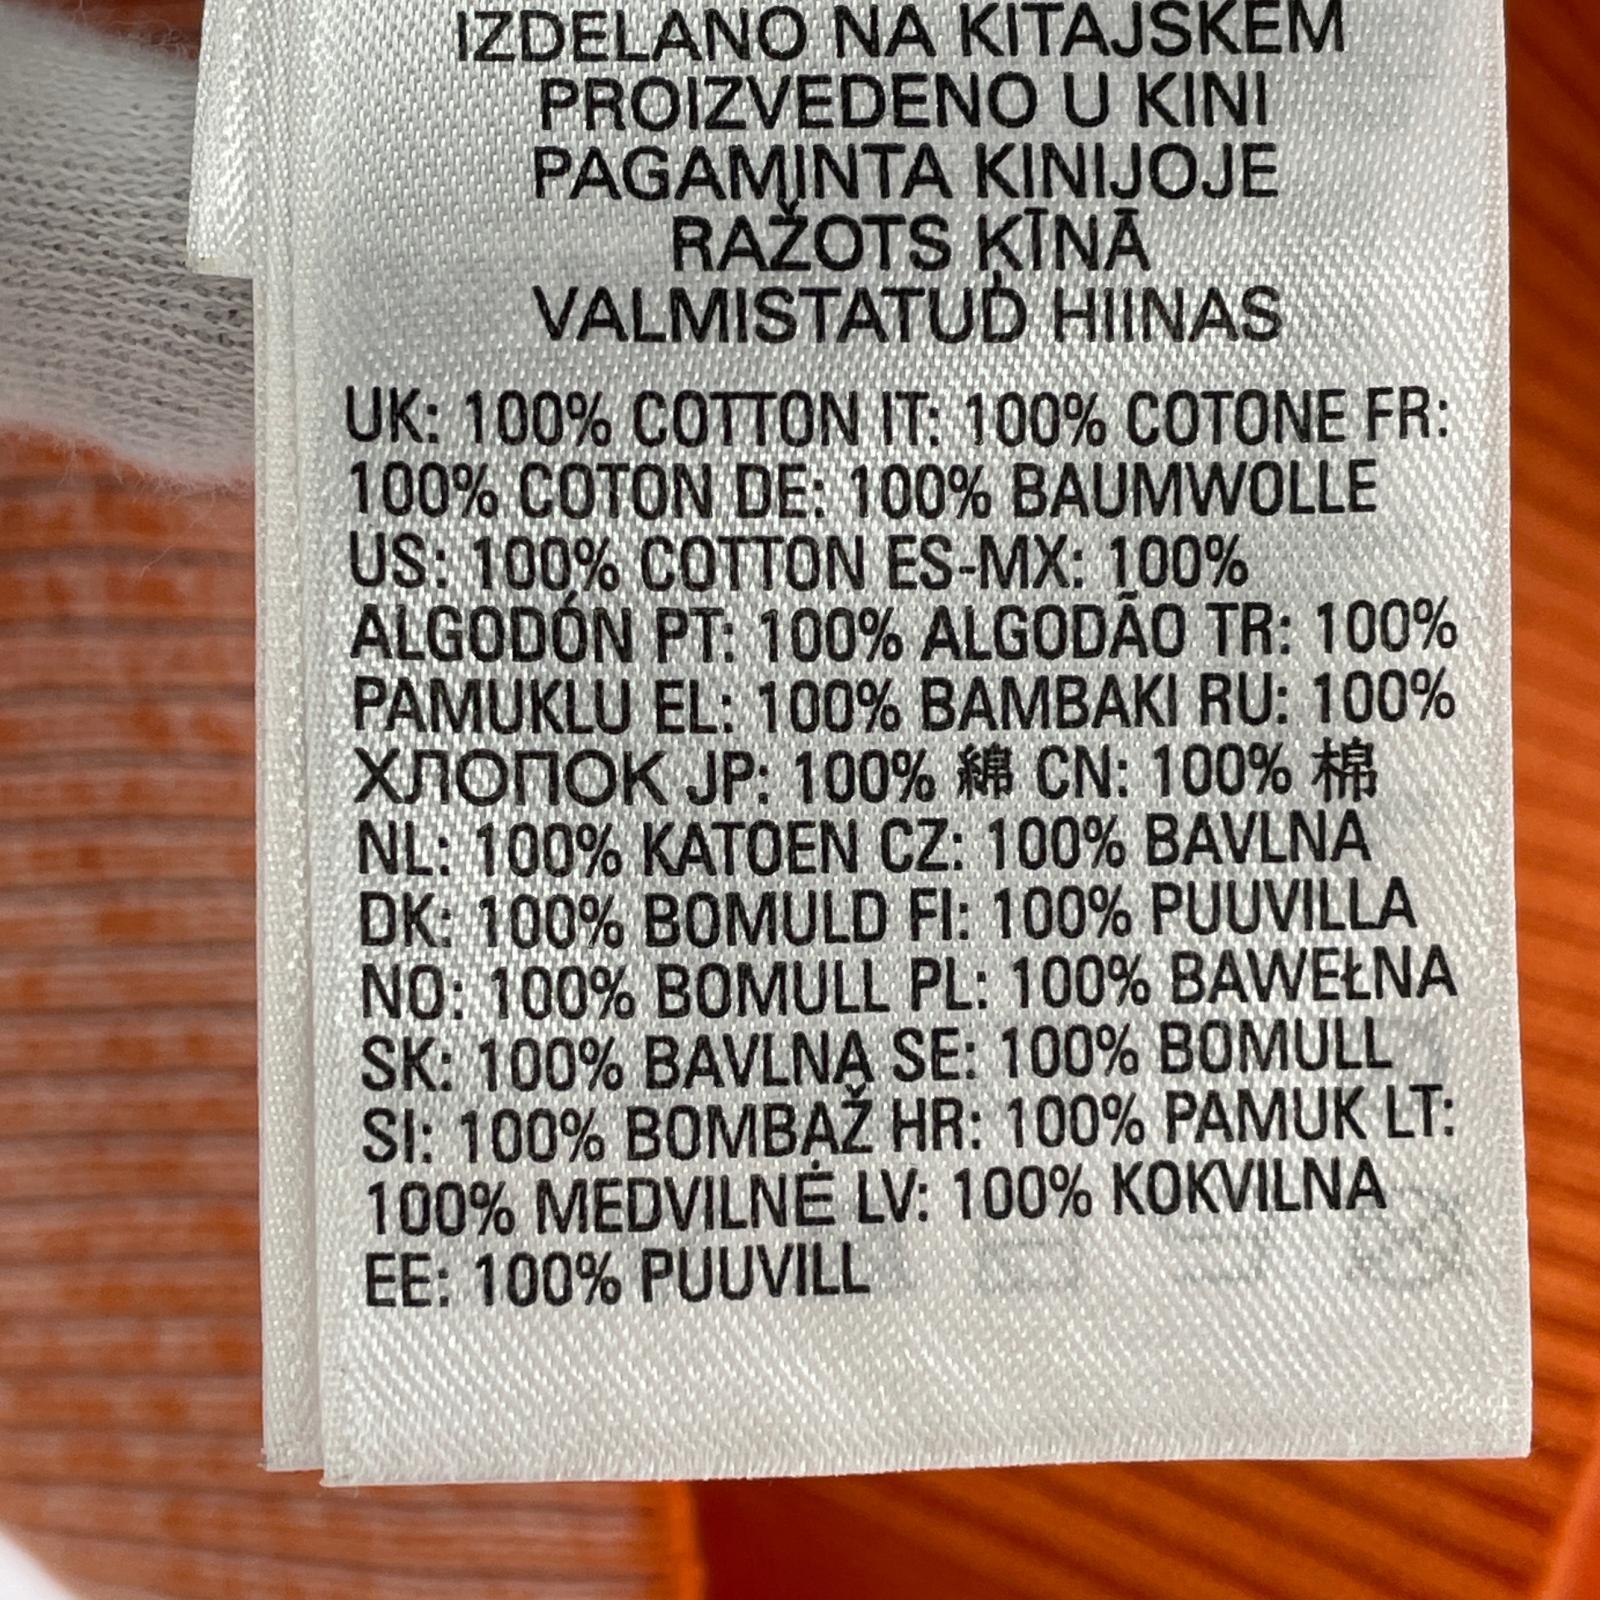 IZDELANO NA KITAJSKEM
PROIZVEDENO U KINI
PAGAMINTA KINIJOJE
RAŽOTS ĶĪNĀ
VALMISTATUD HIINAS
UK: 100% COTTON IT: 100% COTONE FR:
100% COTON DE: 100% BAUMWOLLE
US: 100% COTTON ES-MX: 100%
ALGODÓN PT: 100% ALGODÃO TR: 100%
PAMUKLU EL: 100% BAMBAKI RU: 100%
ХЛОПОК JP: 100% 綿 CN: 100% 棉
NL: 100% KATOEN CZ: 100% BAVLNA
DK: 100% BOMULD FI: 100% PUUVILLA
NO: 100% BOMULL PL: 100% BAWEŁNA
SK: 100% BAVLNA SE: 100% BOMULL
SI: 100% BOMBAŽ HR: 100% PAMUK LT:
100% MEDVILNĖ LV: 100% KOKVILNA
EE: 100% PUUVILL